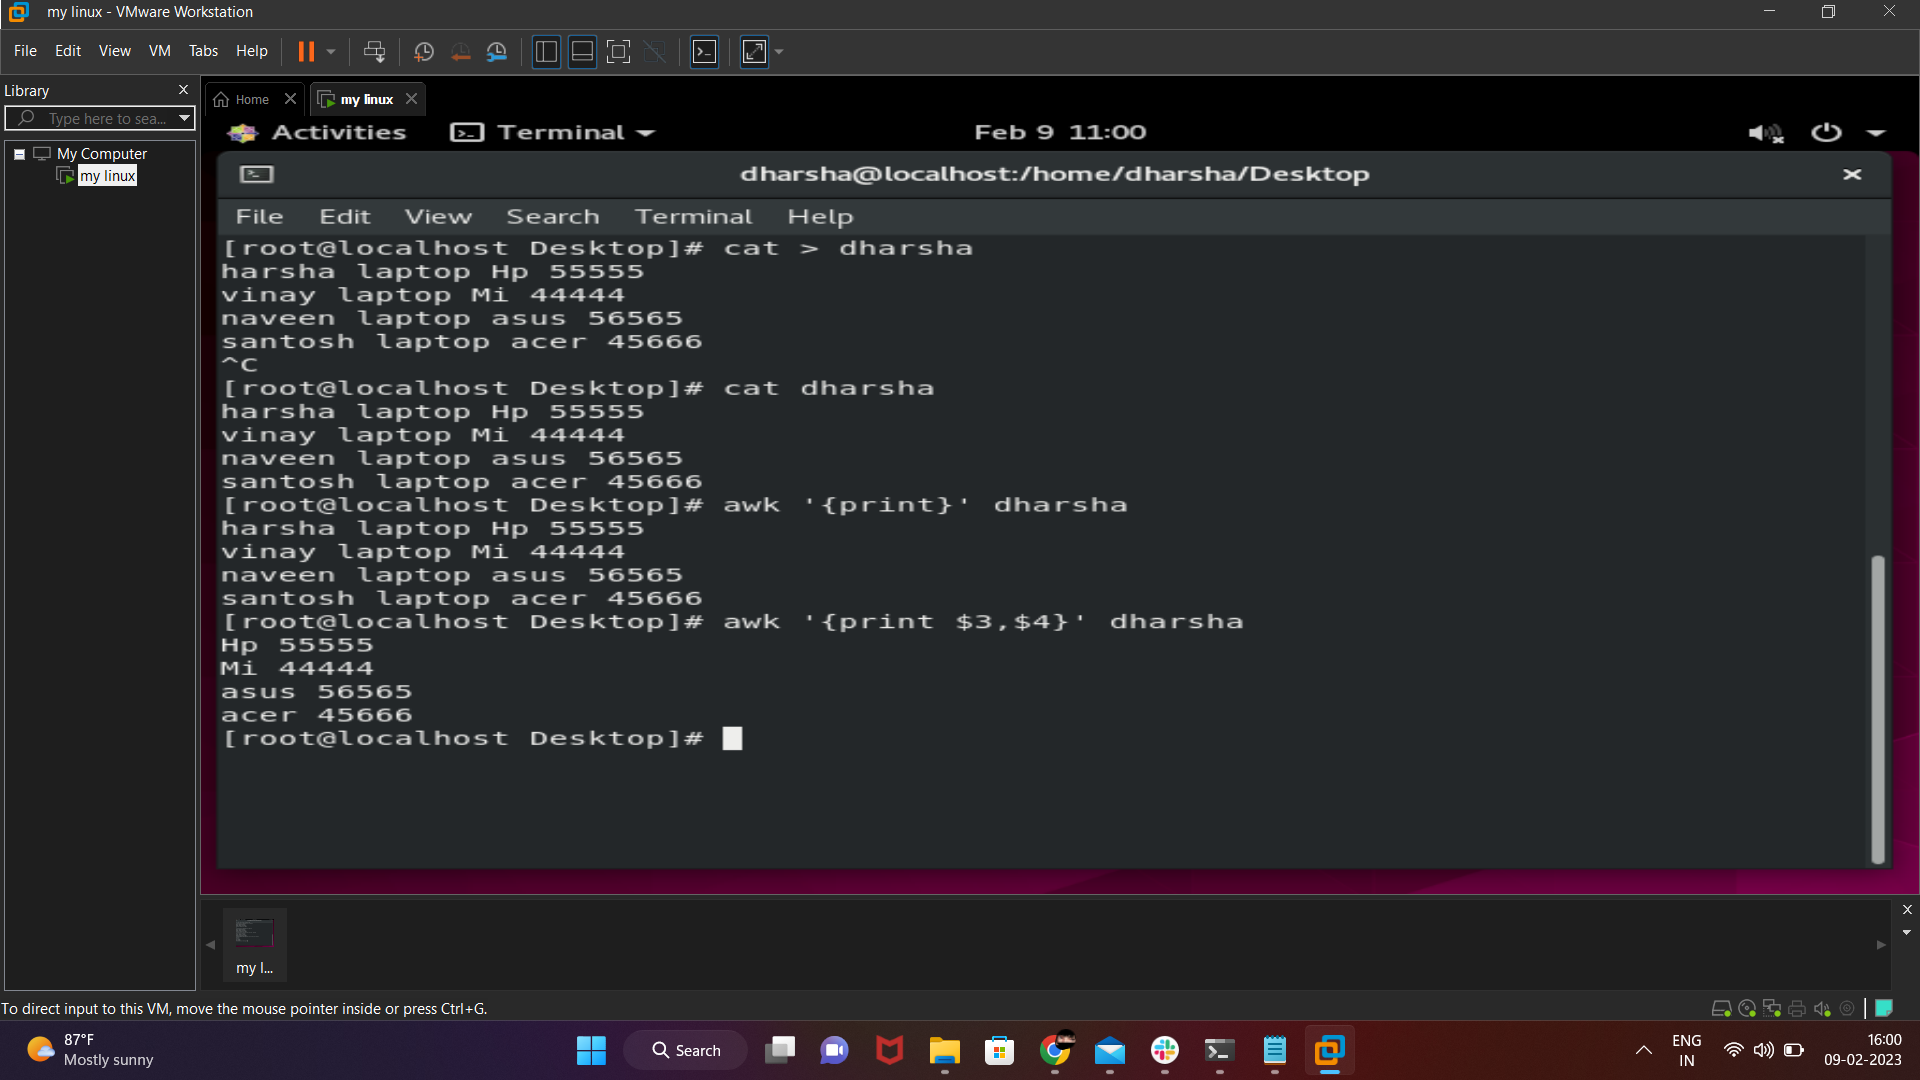 my linux - VMware Workstation
File Edit View VM Tabs Help
Library
Type here to sea...
My Computer
my linux
Home
my linux
Activities Terminal Feb 9 11:00
dharsha@localhost:/home/dharsha/Desktop
File Edit View Search Terminal Help
[root@localhost Desktop]# cat > dharsha
harsha laptop Hp 55555
vinay laptop Mi 44444
naveen laptop asus 56565
santosh laptop acer 45666
^C
[root@localhost Desktop]# cat dharsha
harsha laptop Hp 55555
vinay laptop Mi 44444
naveen laptop asus 56565
santosh laptop acer 45666
[root@localhost Desktop]# awk '{print}' dharsha
harsha laptop Hp 55555
vinay laptop Mi 44444
naveen laptop asus 56565
santosh laptop acer 45666
[root@localhost Desktop]# awk '{print $3,$4}' dharsha
Hp 55555
Mi 44444
asus 56565
acer 45666
[root@localhost Desktop]#
my l...
To direct input to this VM, move the mouse pointer inside or press Ctrl+G.
87°F
Mostly sunny
Search
ENG
IN
16:00
09-02-2023